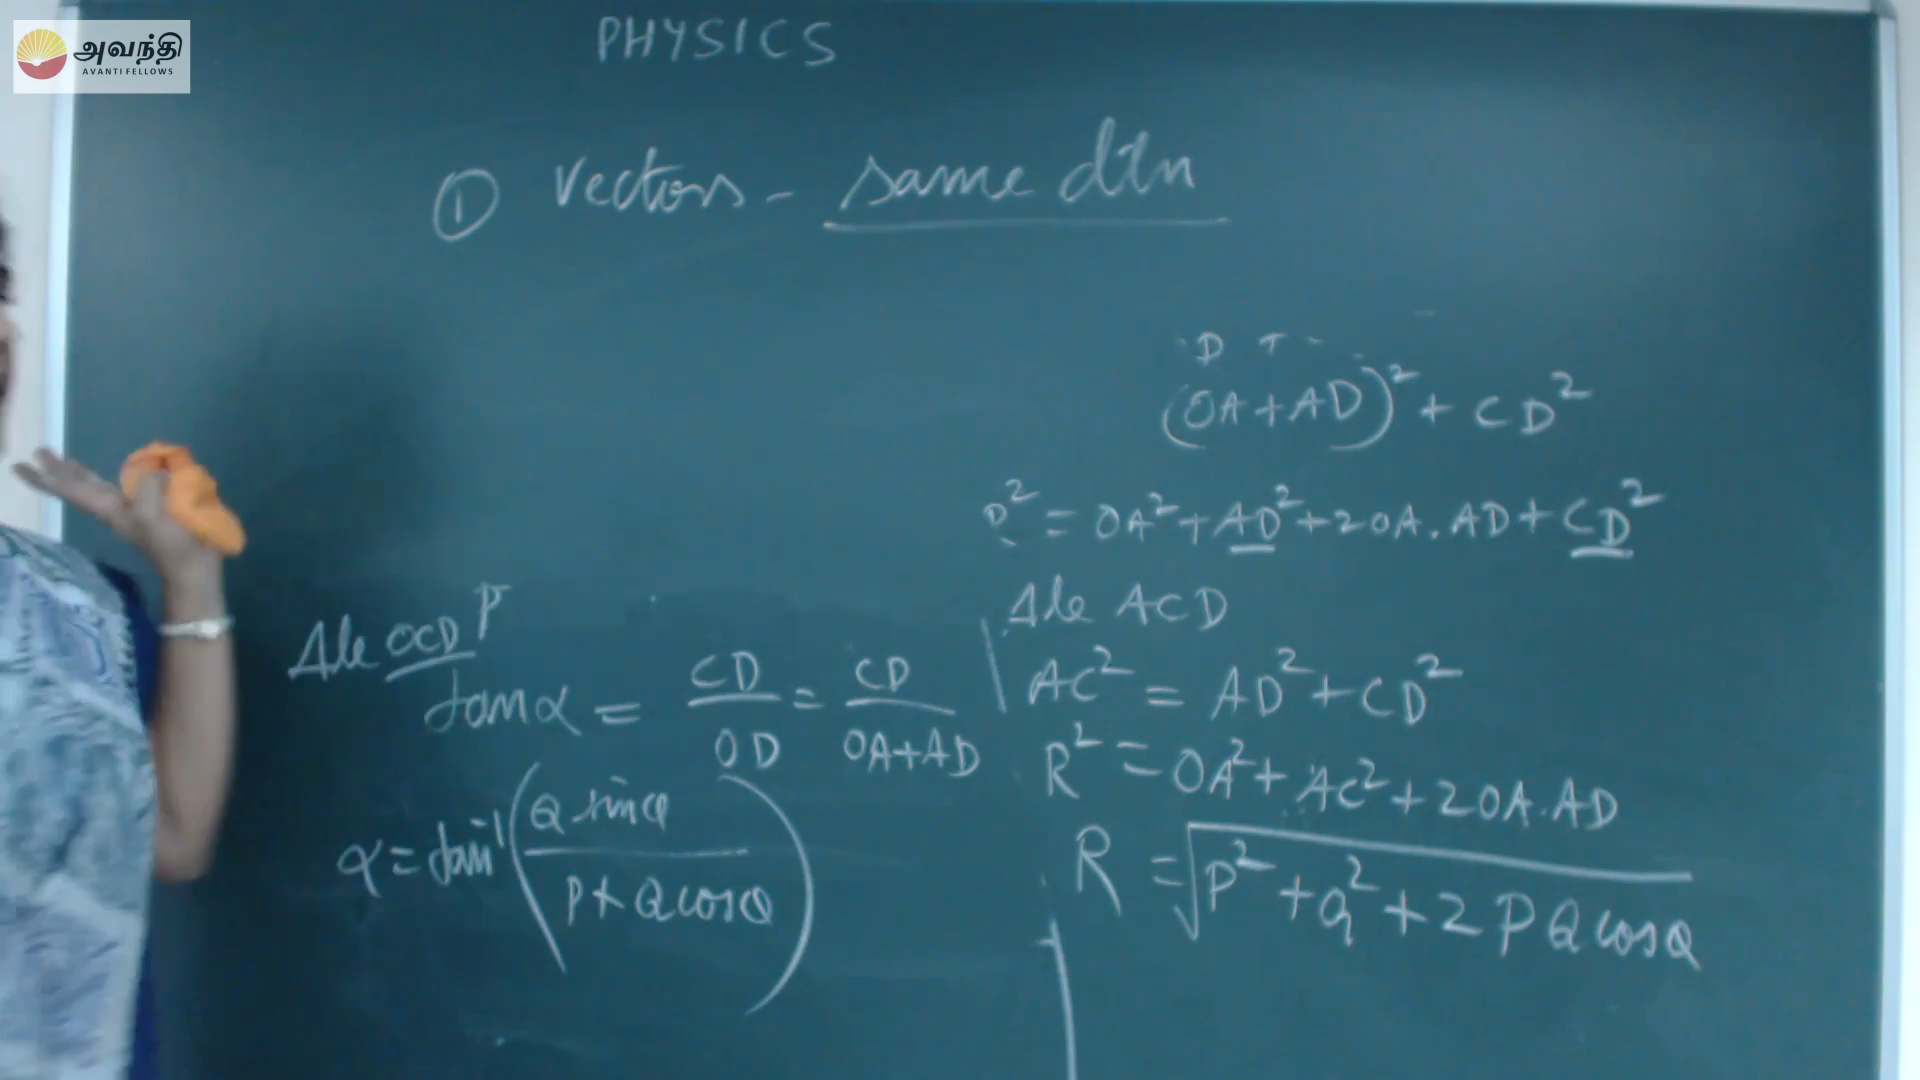 அவந்தி
AVANTI FELLOWS
PHYSICS
① Vectors - same dtn
(OA+AD)² + CD²
= OA² + AD² + 2OA.AD + CD²
Δle ACD
AC² = AD² + CD²
R² = OA² + AC² + 2OA.AD
R = √P² + Q² + 2PQ cosθ
Δle OCD
tanα = CD/OD = CD/OA+AD
α = tan⁻¹(Q sinθ/P+Q cosθ)